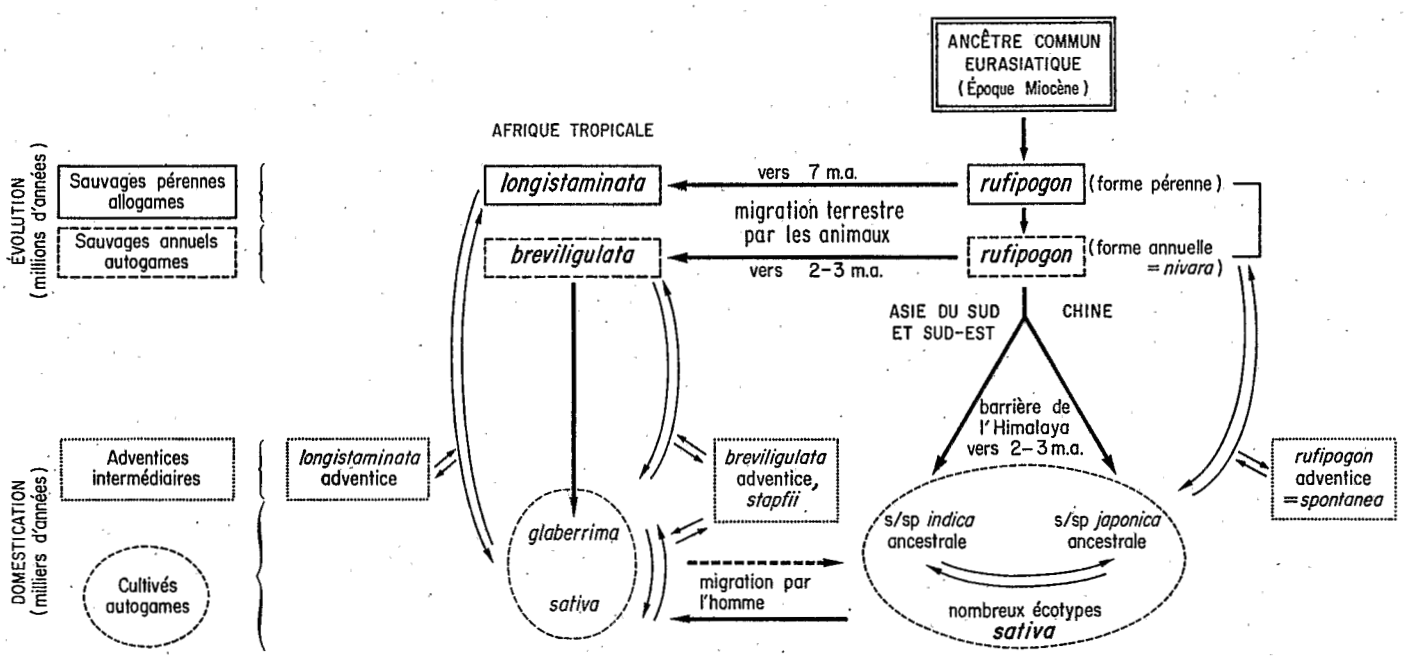 ANCÊTRE COMMUN
EURASIATIQUE
(Époque Miocène)
AFRIQUE TROPICALE
ÉVOLUTION
(millions d'années)
Sauvages pérennes
allogames
longistaminata
vers 7 m.a.
rufipogon (forme pérenne)
migration terrestre
par les animaux
Sauvages annuels
autogames
breviligulata
vers 2-3 m.a.
rufipogon (forme annuelle
= nivara)
ASIE DU SUD
ET SUD-EST
CHINE
barrière de
l'Himalaya
vers 2-3 m.a.
DOMESTICATION
(milliers d'années)
Adventices
intermédiaires
longistaminata
adventice
breviligulata
adventice,
stapfii
rufipogon
adventice
= spontanea
glaberrima
s/sp indica
ancestrale
s/sp japonica
ancestrale
Cultivés
autogames
sativa
migration par
l'homme
nombreux écotypes
sativa